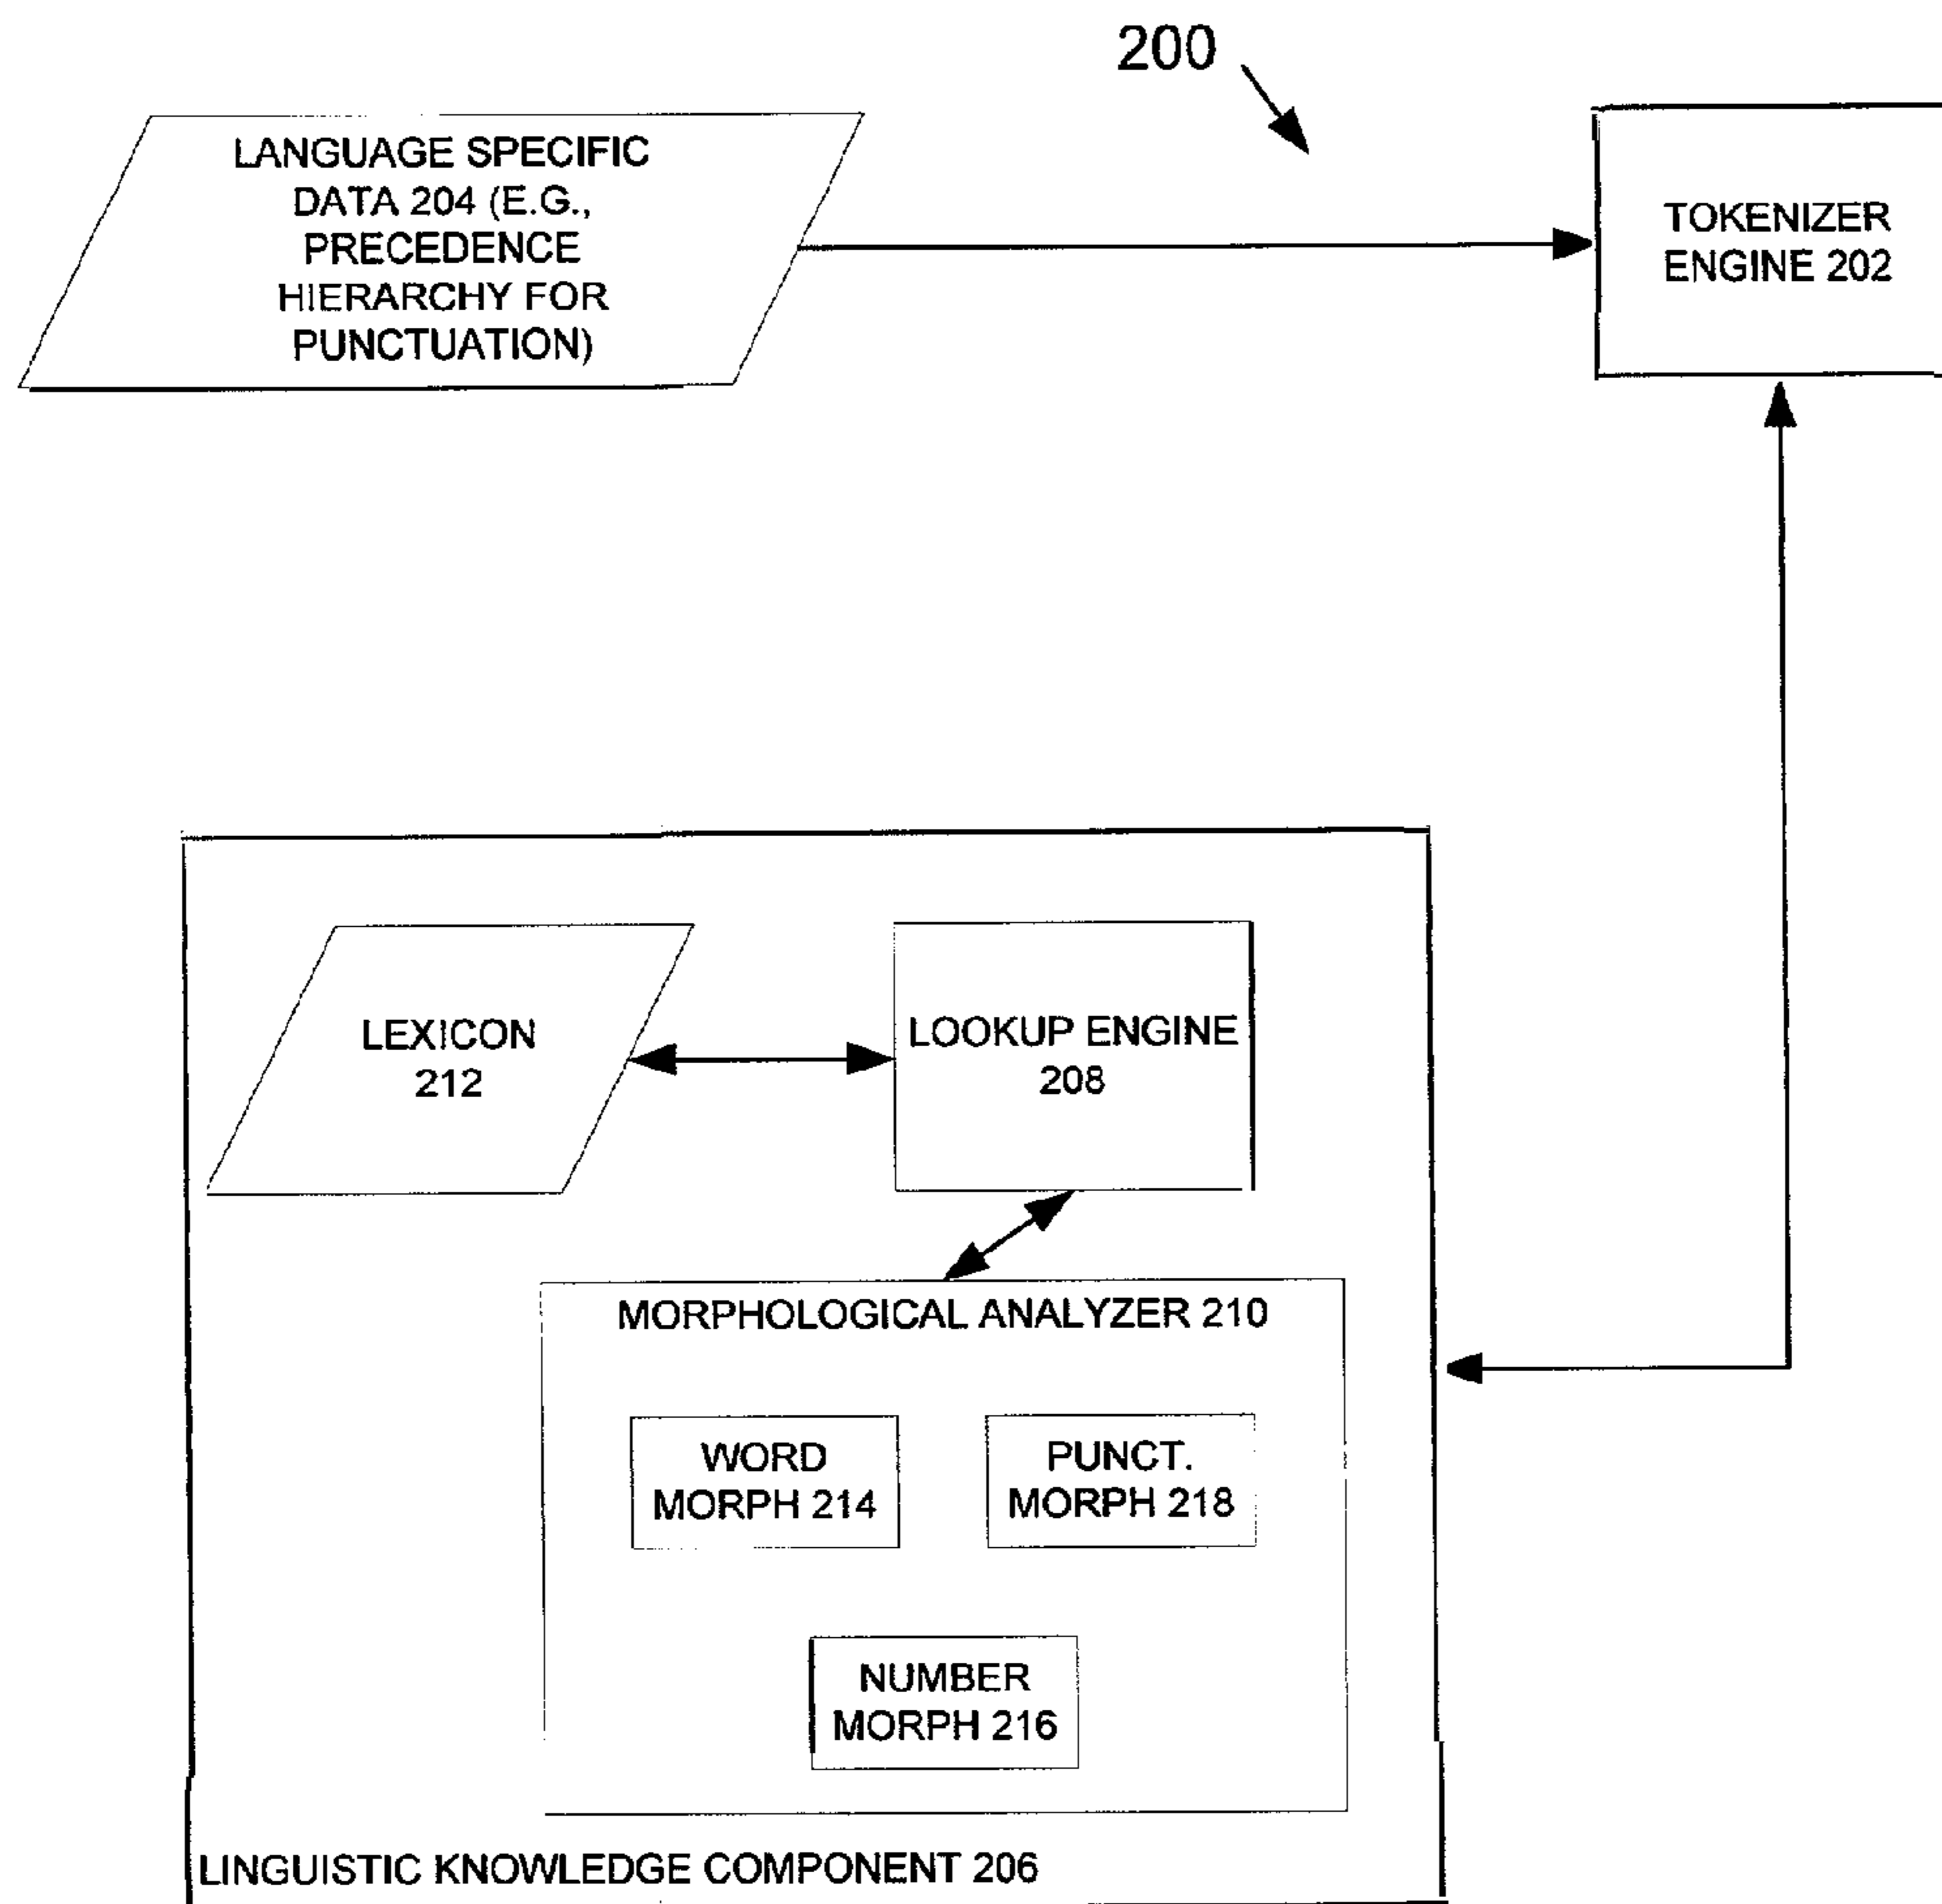 200
LANGUAGE SPECIFIC
DATA 204 (E.G.,
PRECEDENCE
HIERARCHY FOR
PUNCTUATION)
TOKENIZER
ENGINE 202
LEXICON
212
LOOKUP ENGINE
208
MORPHOLOGICAL ANALYZER 210
WORD
MORPH 214
PUNCT.
MORPH 218
NUMBER
MORPH 216
LINGUISTIC KNOWLEDGE COMPONENT 206